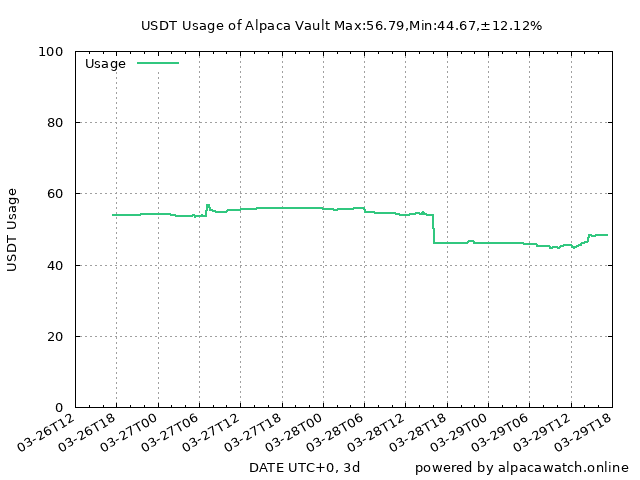 USDT Usage of Alpaca Vault Max:56.79,Min:44.67,±12.12%
Usage
USDT Usage
100
80
60
40
20
0
03-26T12
03-26T18
03-27T00
03-27T06
03-27T12
03-27T18
03-28T00
03-28T06
03-28T12
03-28T18
03-29T00
03-29T06
03-29T12
03-29T18
DATE UTC+0, 3d
powered by alpacawatch.online